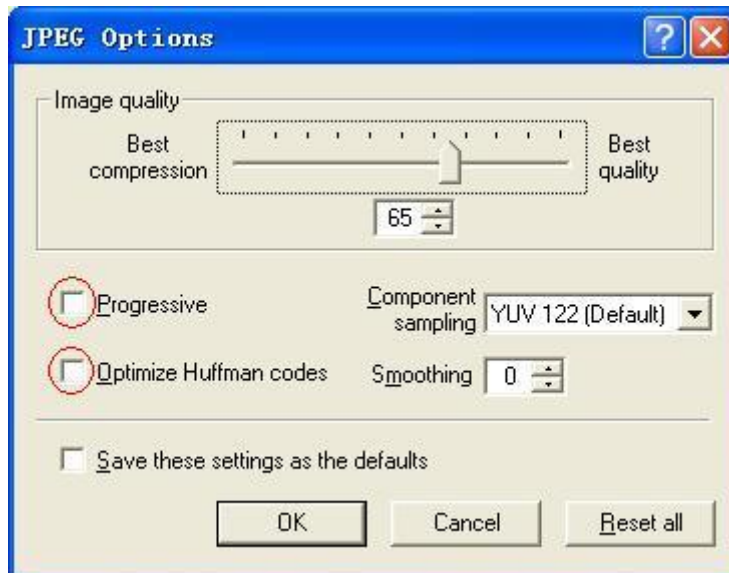 JPEG Options
Image quality
Best compression
Best quality
65
Progressive
Component sampling
YUV 122 (Default)
Optimize Huffman codes
Smoothing
0
Save these settings as the defaults
OK
Cancel
Reset all